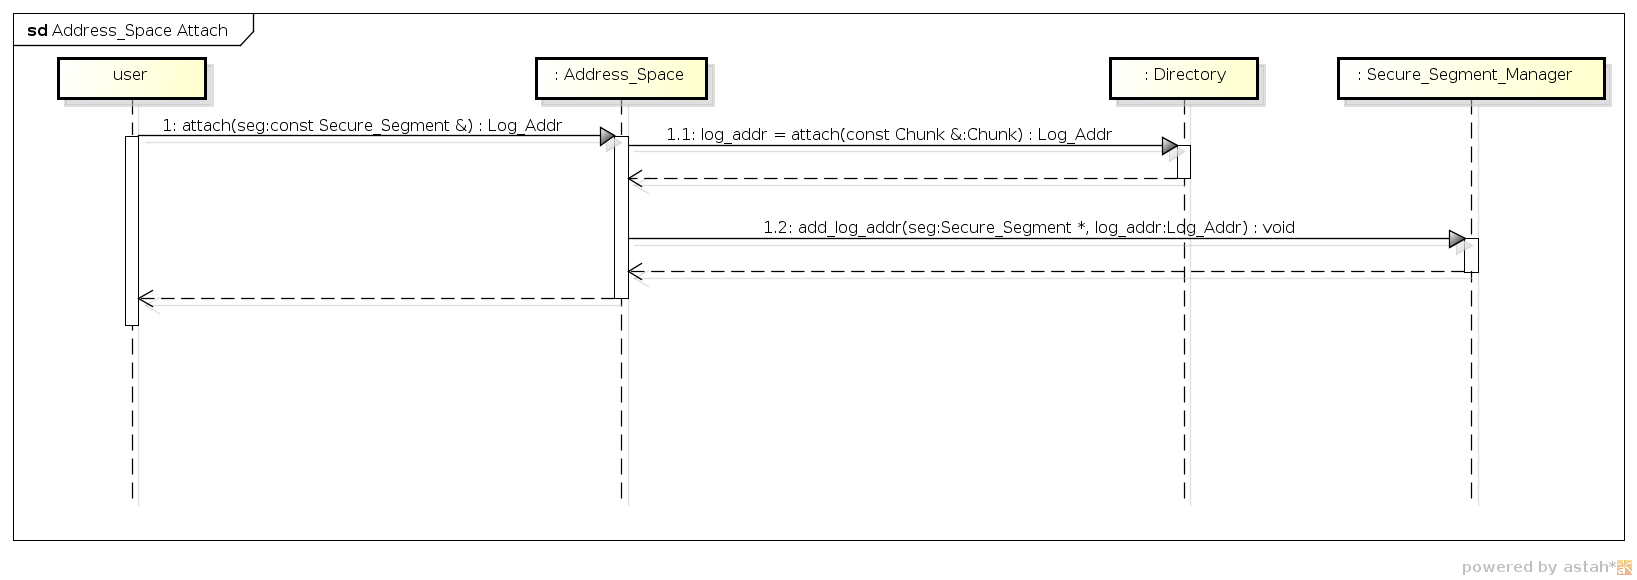 sd Address_Space Attach
user
: Address_Space
: Directory
: Secure_Segment_Manager
1: attach(seg:const Secure_Segment &) : Log_Addr
1.1: log_addr = attach(const Chunk &:Chunk) : Log_Addr
1.2: add_log_addr(seg:Secure_Segment *, log_addr:Log_Addr) : void
powered by astah*